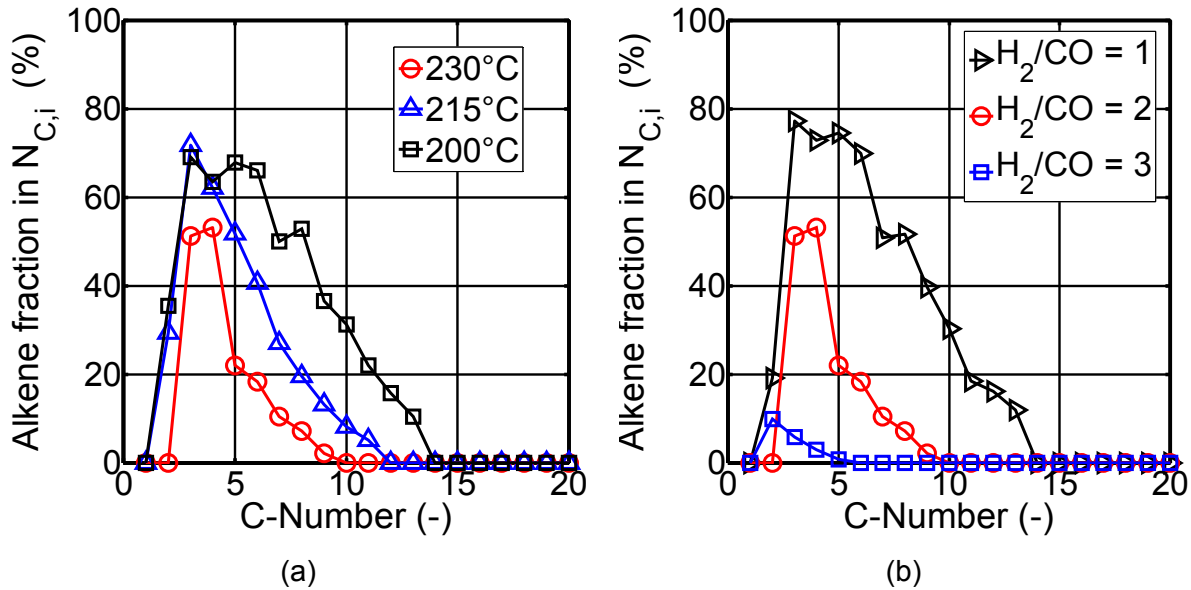 100
80
60
40
20
0
Alkene fraction in N_C,i (%)
230°C
215°C
200°C
0 5 10 15 20
C-Number (-)
(a)
100
80
60
40
20
0
Alkene fraction in N_C,i (%)
H₂/CO = 1
H₂/CO = 2
H₂/CO = 3
0 5 10 15 20
C-Number (-)
(b)